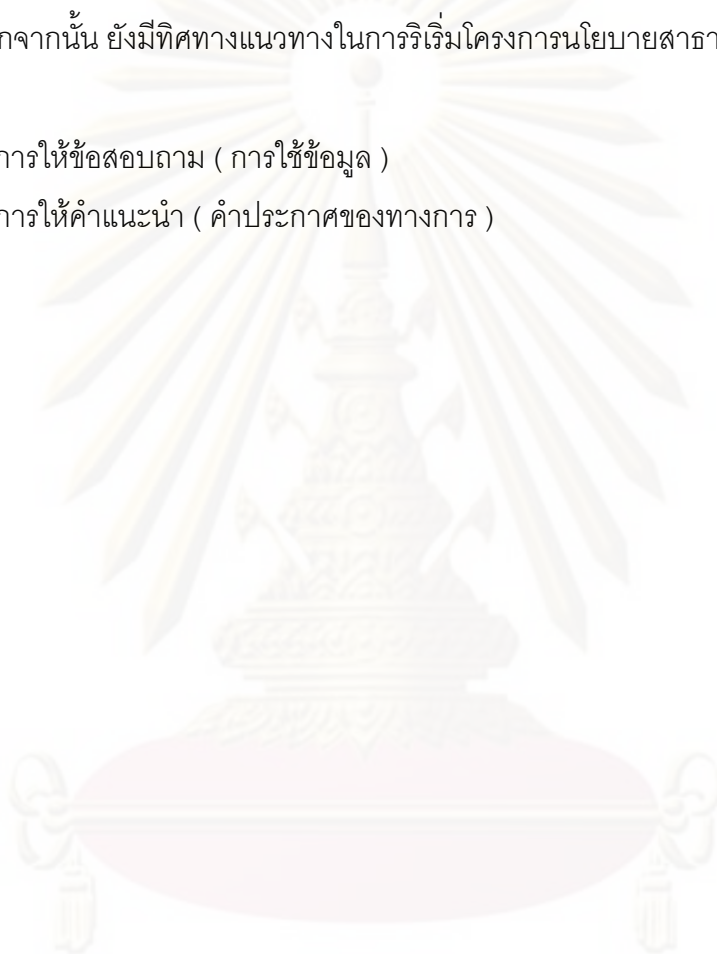 กจากนั้น ยังมีทิศทางแนวทางในการริเริ่มโครงการนโยบายสาธา
การให้ข้อสอบถาม ( การใช้ข้อมูล )
การให้คำแนะนำ ( คำประกาศของทางการ )